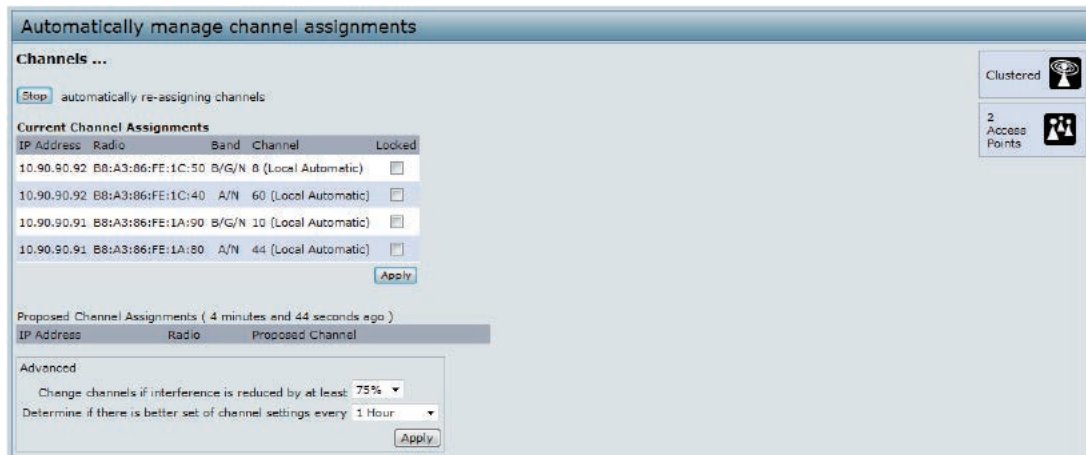 Automatically manage channel assignments
Channels ...
Clustered
Stop automatically re-assigning channels
2
Access
Points
Current Channel Assignments
IP Address Radio Band Channel Locked
10.90.90.92 B8:A3:86:FE:1C:50 B/G/N 8 (Local Automatic)
10.90.90.92 B8:A3:86:FE:1C:40 A/N 60 (Local Automatic)
10.90.90.91 B8:A3:86:FE:1A:90 B/G/N 10 (Local Automatic)
10.90.90.91 B8:A3:86:FE:1A:80 A/N 44 (Local Automatic)
Apply
Proposed Channel Assignments ( 4 minutes and 44 seconds ago )
IP Address Radio Proposed Channel
Advanced
Change channels if interference is reduced by at least 75%
Determine if there is better set of channel settings every 1 Hour
Apply